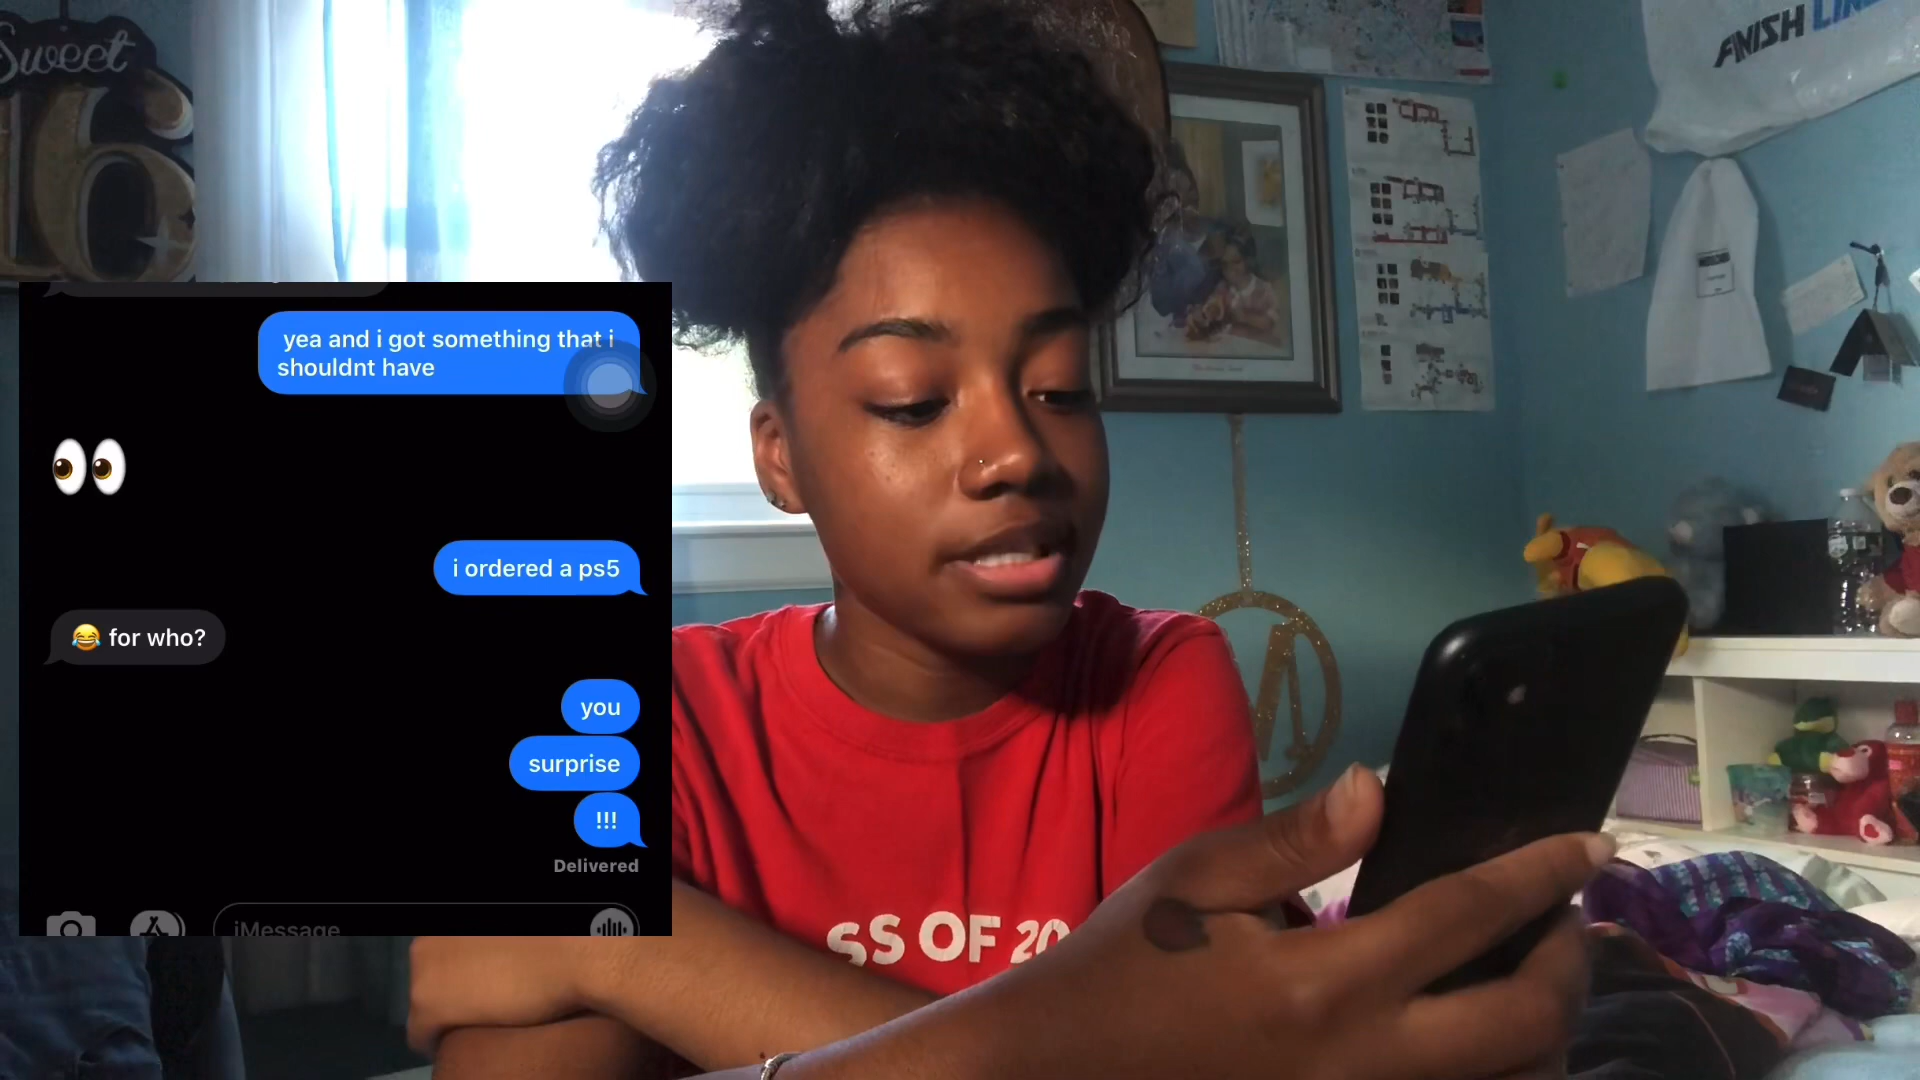 Sweet
16
FINISH LINE
yea and i got something that i
shouldnt have
👀
i ordered a ps5
😂 for who?
you
surprise
!!!
Delivered
iMessage
SS OF 20